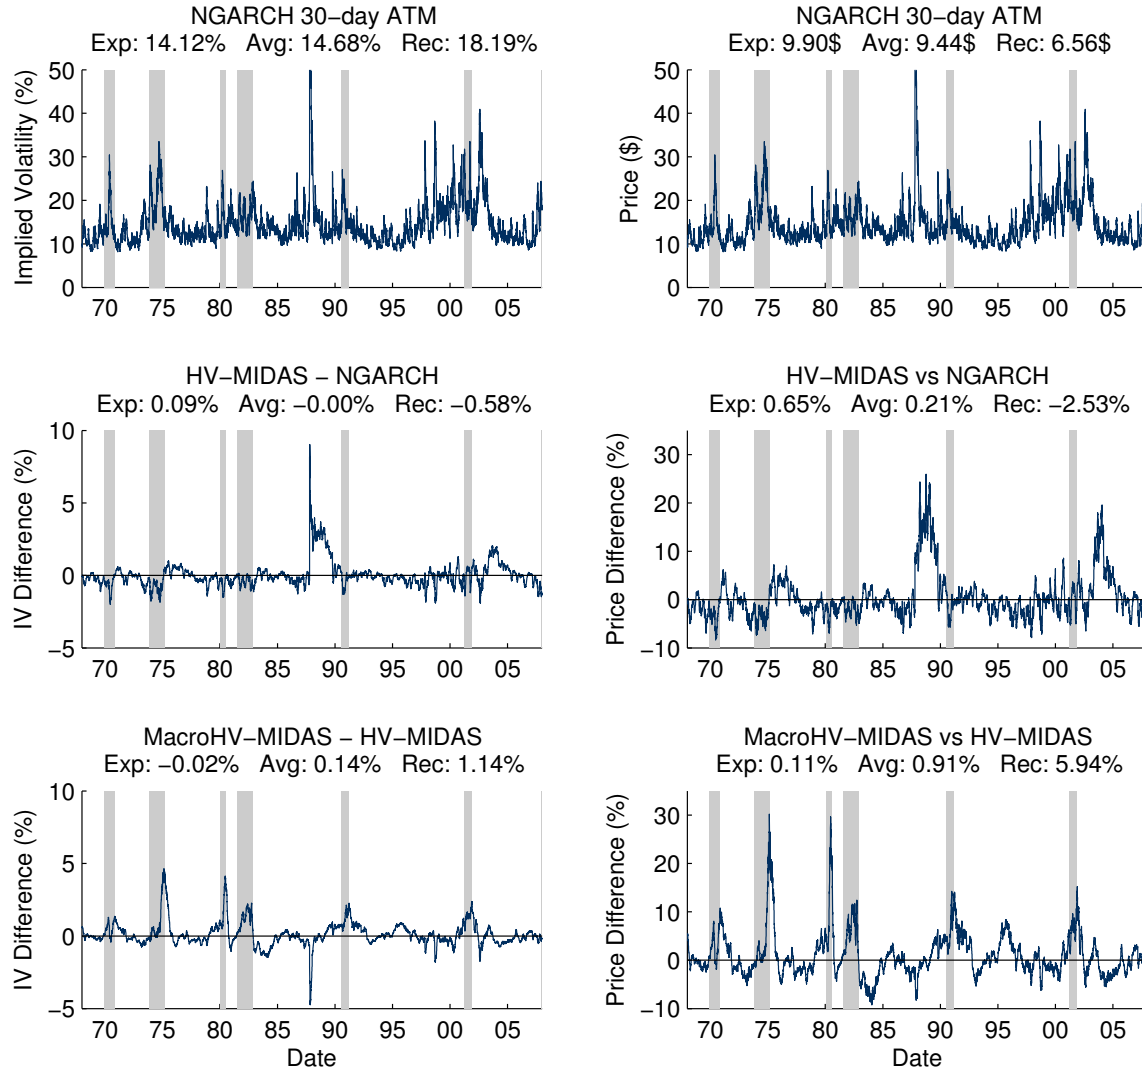 NGARCH 30−day ATM
Exp: 14.12% Avg: 14.68% Rec: 18.19%
Implied Volatility (%)
50
40
30
20
10
0
70 75 80 85 90 95 00 05
NGARCH 30−day ATM
Exp: 9.90$ Avg: 9.44$ Rec: 6.56$
Price ($)
50
40
30
20
10
0
70 75 80 85 90 95 00 05
HV−MIDAS − NGARCH
Exp: 0.09% Avg: −0.00% Rec: −0.58%
IV Difference (%)
10
5
0
−5
70 75 80 85 90 95 00 05
HV−MIDAS vs NGARCH
Exp: 0.65% Avg: 0.21% Rec: −2.53%
Price Difference (%)
30
20
10
0
−10
70 75 80 85 90 95 00 05
MacroHV−MIDAS − HV−MIDAS
Exp: −0.02% Avg: 0.14% Rec: 1.14%
IV Difference (%)
10
5
0
−5
70 75 80 85 90 95 00 05
Date
MacroHV−MIDAS vs HV−MIDAS
Exp: 0.11% Avg: 0.91% Rec: 5.94%
Price Difference (%)
30
20
10
0
−10
70 75 80 85 90 95 00 05
Date